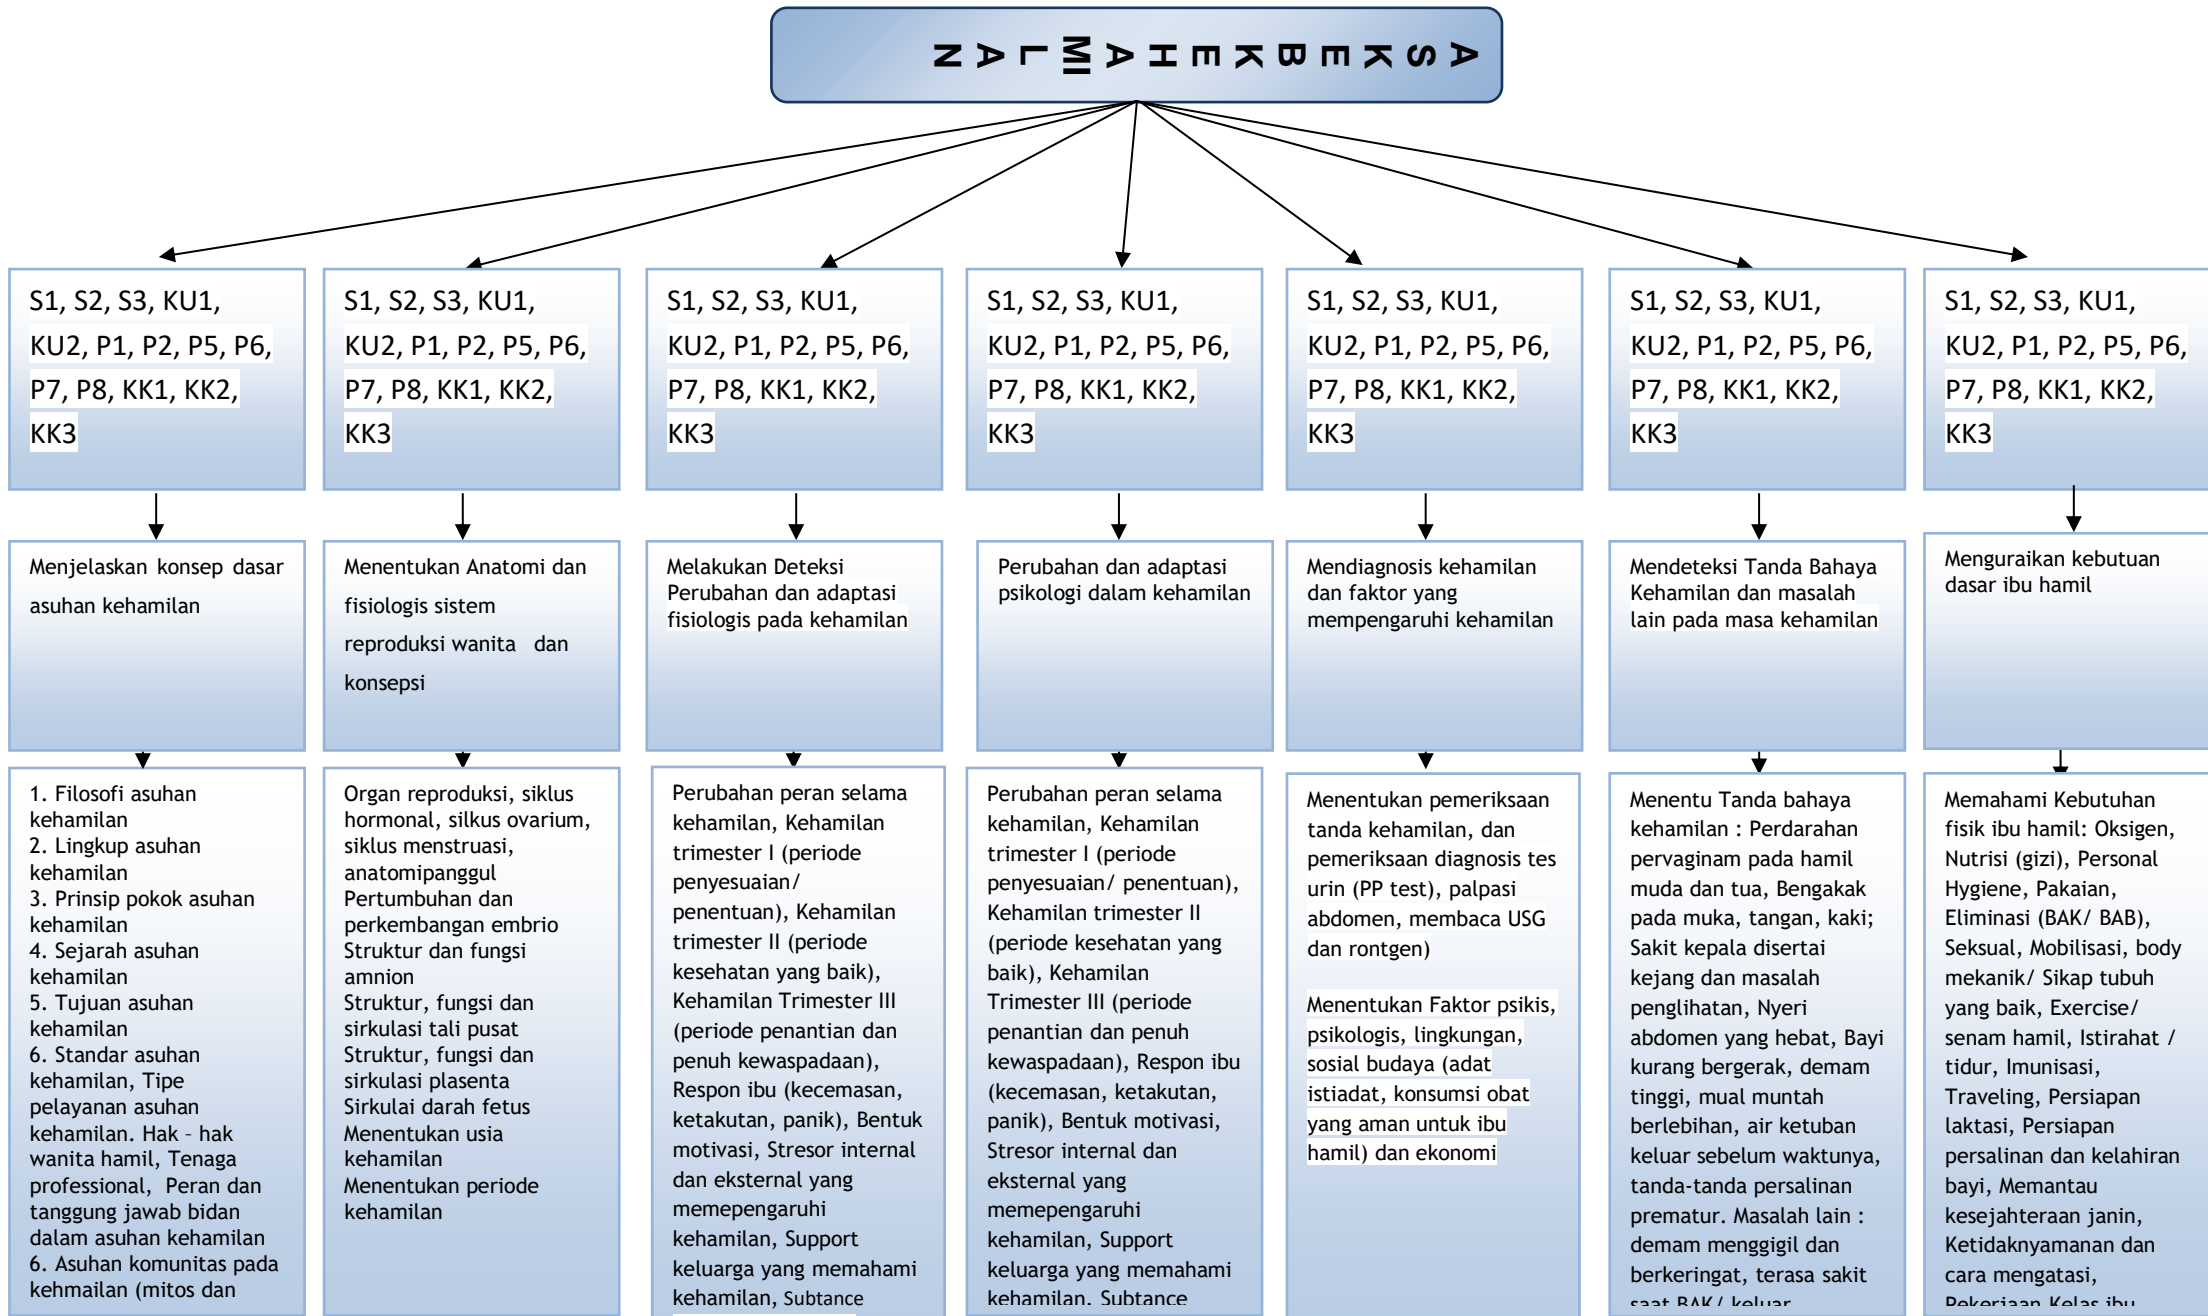 ASKEBKEHAMILAN
S1, S2, S3, KU1,
KU2, P1, P2, P5, P6,
P7, P8, KK1, KK2,
KK3
S1, S2, S3, KU1,
KU2, P1, P2, P5, P6,
P7, P8, KK1, KK2,
KK3
S1, S2, S3, KU1,
KU2, P1, P2, P5, P6,
P7, P8, KK1, KK2,
KK3
S1, S2, S3, KU1,
KU2, P1, P2, P5, P6,
P7, P8, KK1, KK2,
KK3
S1, S2, S3, KU1,
KU2, P1, P2, P5, P6,
P7, P8, KK1, KK2,
KK3
S1, S2, S3, KU1,
KU2, P1, P2, P5, P6,
P7, P8, KK1, KK2,
KK3
S1, S2, S3, KU1,
KU2, P1, P2, P5, P6,
P7, P8, KK1, KK2,
KK3
Menjelaskan konsep dasar
asuhan kehamilan
Menentukan Anatomi dan
fisiologis sistem
reproduksi wanita dan
konsepsi
Melakukan Deteksi
Perubahan dan adaptasi
fisiologis pada kehamilan
Perubahan dan adaptasi
psikologi dalam kehamilan
Mendiagnosis kehamilan
dan faktor yang
mempengaruhi kehamilan
Mendeteksi Tanda Bahaya
Kehamilan dan masalah
lain pada masa kehamilan
Menguraikan kebutuan
dasar ibu hamil
1. Filosofi asuhan
kehamilan
2. Lingkup asuhan
kehamilan
3. Prinsip pokok asuhan
kehamilan
4. Sejarah asuhan
kehamilan
5. Tujuan asuhan
kehamilan
6. Standar asuhan
kehamilan, Tipe
pelayanan asuhan
kehamilan. Hak – hak
wanita hamil, Tenaga
professional, Peran dan
tanggung jawab bidan
dalam asuhan kehamilan
6. Asuhan komunitas pada
kehmailan (mitos dan
Organ reproduksi, siklus
hormonal, silkus ovarium,
siklus menstruasi,
anatomipanggul
Pertumbuhan dan
perkembangan embrio
Struktur dan fungsi
amnion
Struktur, fungsi dan
sirkulasi tali pusat
Struktur, fungsi dan
sirkulasi plasenta
Sirkulai darah fetus
Menentukan usia
kehamilan
Menentukan periode
kehamilan
Perubahan peran selama
kehamilan, Kehamilan
trimester I (periode
penyesuaian/
penentuan), Kehamilan
trimester II (periode
kesehatan yang baik),
Kehamilan Trimester III
(periode penantian dan
penuh kewaspadaan),
Respon ibu (kecemasan,
ketakutan, panik), Bentuk
motivasi, Stresor internal
dan eksternal yang
memepengaruhi
kehamilan, Support
keluarga yang memahami
kehamilan, Subtance
Perubahan peran selama
kehamilan, Kehamilan
trimester I (periode
penyesuaian/ penentuan),
Kehamilan trimester II
(periode kesehatan yang
baik), Kehamilan
Trimester III (periode
penantian dan penuh
kewaspadaan), Respon ibu
(kecemasan, ketakutan,
panik), Bentuk motivasi,
Stresor internal dan
eksternal yang
memepengaruhi
kehamilan, Support
keluarga yang memahami
kehamilan. Subtance
Menentukan pemeriksaan
tanda kehamilan, dan
pemeriksaan diagnosis tes
urin (PP test), palpasi
abdomen, membaca USG
dan rontgen)
Menentukan Faktor psikis,
psikologis, lingkungan,
sosial budaya (adat
istiadat, konsumsi obat
yang aman untuk ibu
hamil) dan ekonomi
Menentu Tanda bahaya
kehamilan : Perdarahan
pervaginam pada hamil
muda dan tua, Bengakak
pada muka, tangan, kaki;
Sakit kepala disertai
kejang dan masalah
penglihatan, Nyeri
abdomen yang hebat, Bayi
kurang bergerak, demam
tinggi, mual muntah
berlebihan, air ketuban
keluar sebelum waktunya,
tanda-tanda persalinan
prematur. Masalah lain :
demam menggigil dan
berkeringat, terasa sakit
saat BAK/ keluar
Memahami Kebutuhan
fisik ibu hamil: Oksigen,
Nutrisi (gizi), Personal
Hygiene, Pakaian,
Eliminasi (BAK/ BAB),
Seksual, Mobilisasi, body
mekanik/ Sikap tubuh
yang baik, Exercise/
senam hamil, Istirahat /
tidur, Imunisasi,
Traveling, Persiapan
laktasi, Persiapan
persalinan dan kelahiran
bayi, Memantau
kesejahteraan janin,
Ketidaknyamanan dan
cara mengatasi,
Pekerjaan Kelas ibu